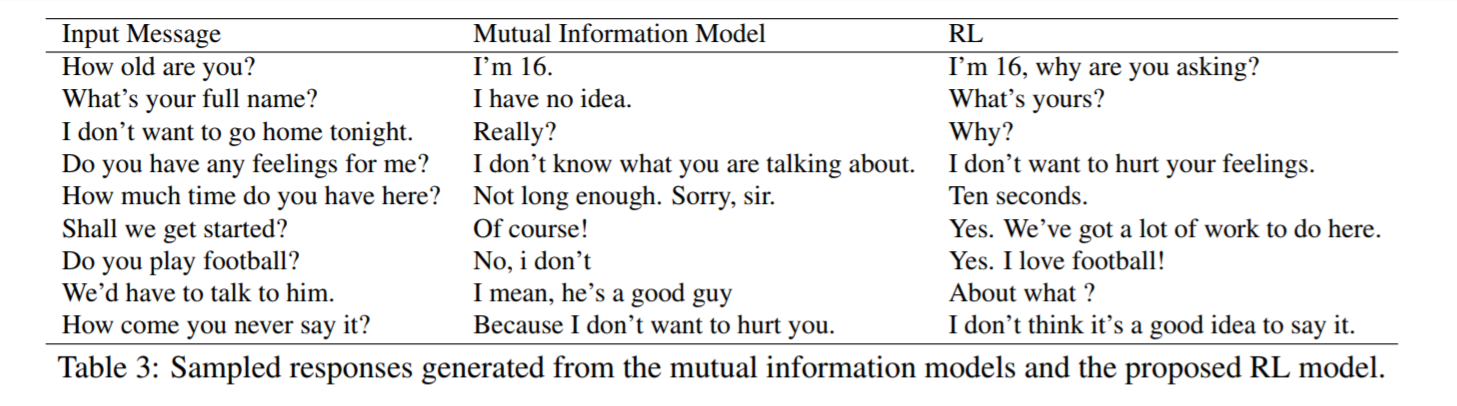 Input Message Mutual Information Model RL
How old are you? I'm 16. I'm 16, why are you asking?
What's your full name? I have no idea. What's yours?
I don't want to go home tonight. Really? Why?
Do you have any feelings for me? I don't know what you are talking about. I don't want to hurt your feelings.
How much time do you have here? Not long enough. Sorry, sir. Ten seconds.
Shall we get started? Of course! Yes. We've got a lot of work to do here.
Do you play football? No, i don't Yes. I love football!
We'd have to talk to him. I mean, he's a good guy About what ?
How come you never say it? Because I don't want to hurt you. I don't think it's a good idea to say it.
Table 3: Sampled responses generated from the mutual information models and the proposed RL model.